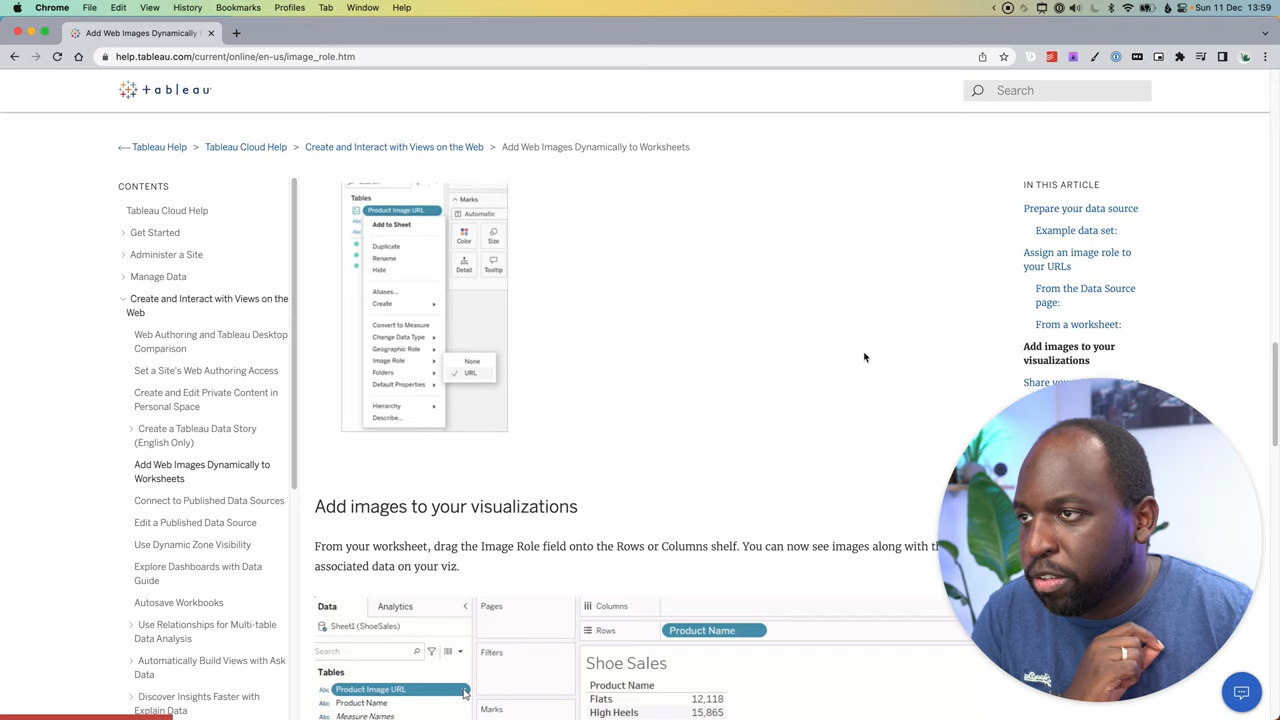 Chrome File Edit View History Bookmarks Profiles Tab Window Help
Sun 11 Dec 13:59
Add Web Images Dynamically
help.tableau.com/current/online/en-us/image_role.htm
+ableau
Search
Tableau Help > Tableau Cloud Help > Create and Interact with Views on the Web > Add Web Images Dynamically to Worksheets
CONTENTS
Tableau Cloud Help
Get Started
Administer a Site
Manage Data
Create and Interact with Views on the
Web
Web Authoring and Tableau Desktop
Comparison
Set a Site's Web Authoring Access
Create and Edit Private Content in
Personal Space
Create a Tableau Data Story
(English Only)
Add Web Images Dynamically to
Worksheets
Connect to Published Data Sources
Edit a Published Data Source
Use Dynamic Zone Visibility
Explore Dashboards with Data
Guide
Autosave Workbooks
Use Relationships for Multi-table
Data Analysis
Automatically Build Views with Ask
Data
Discover Insights Faster with
Explain Data
Tables
Product Image URL
Abc
Abc
Add to Sheet
Duplicate
Rename
Hide
Aliases...
Create
Convert to Measure
Change Data Type
Geographic Role
Image Role
Folders
Default Properties
Hierarchy
Describe...
None
URL
Marks
Automatic
Color Size
Detail Tooltip
Add images to your visualizations
From your worksheet, drag the Image Role field onto the Rows or Columns shelf. You can now see images along with th
associated data on your viz.
Data Analytics
Sheet1 (ShoeSales)
Search
Tables
Abc Product Image URL
Abc Product Name
Abc Measure Names
Pages
Filters
Marks
Columns
Rows Product Name
Shoe Sales
Product Name
Flats 12,118
High Heels 15,865
IN THIS ARTICLE
Prepare your data source
Example data set:
Assign an image role to
your URLs
From the Data Source
page:
From a worksheet:
Add images to your
visualizations